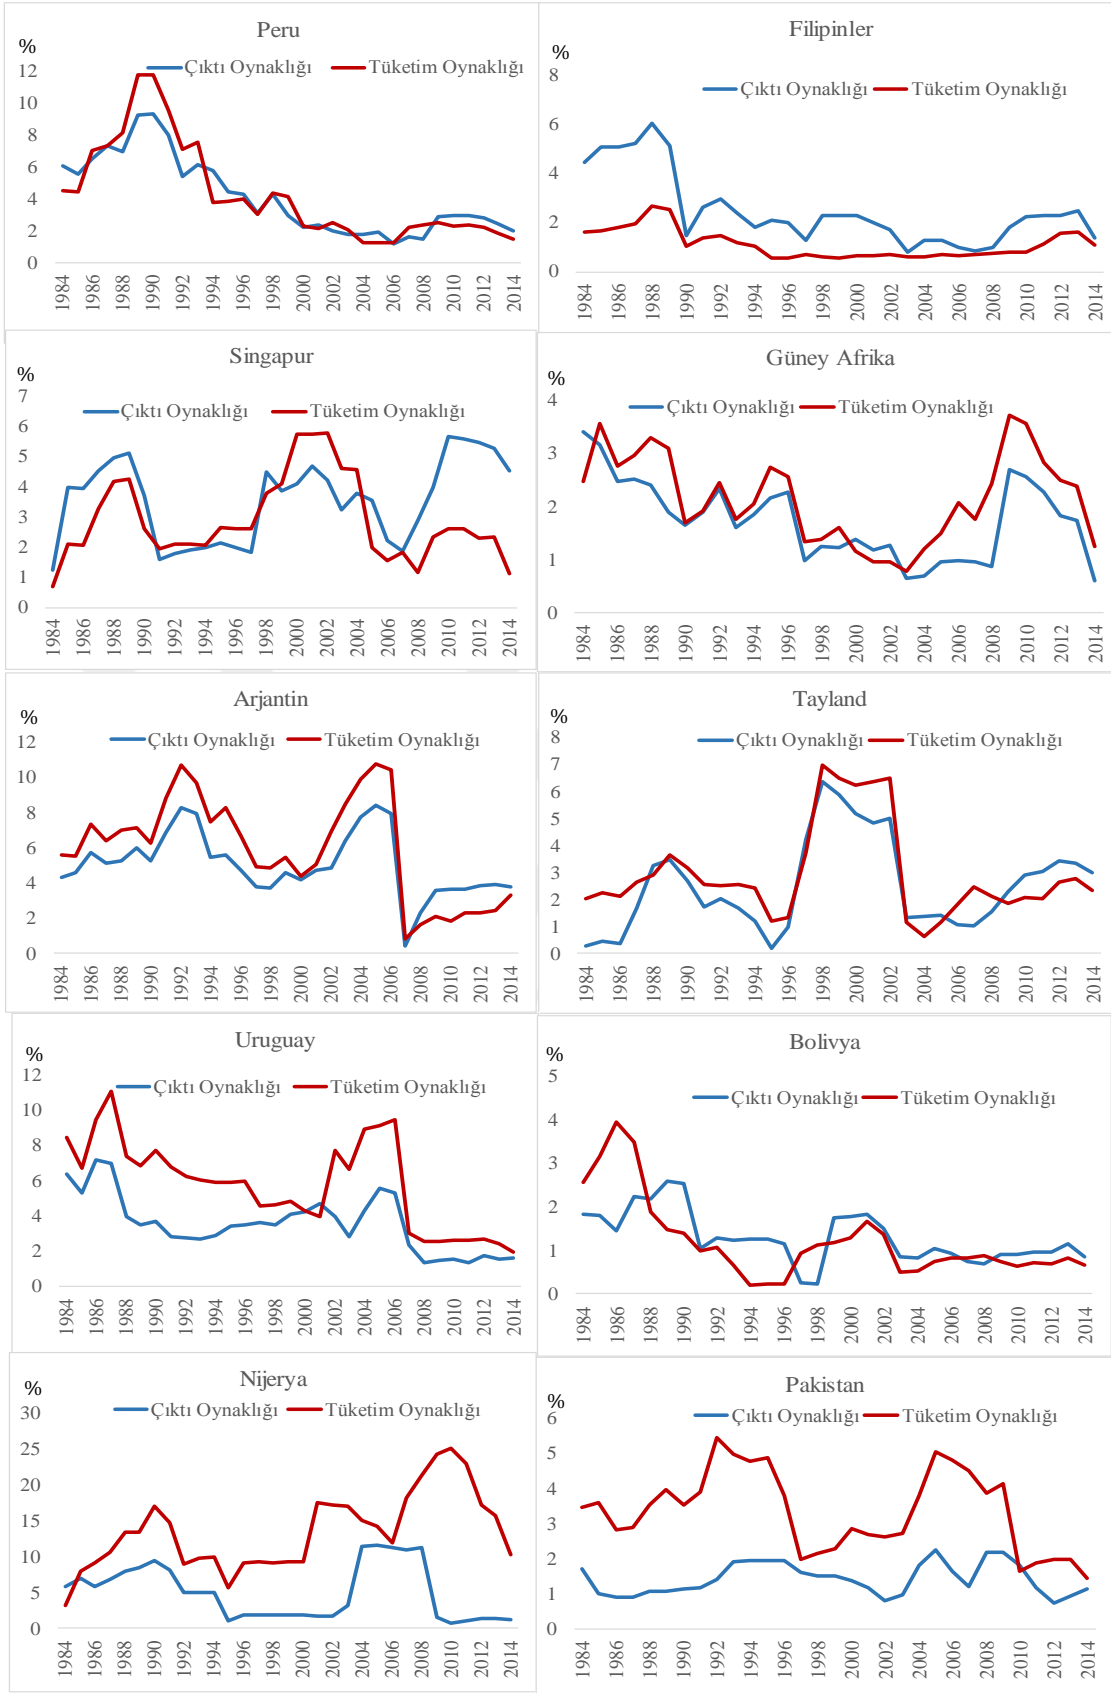 Peru
%
Çıktı Oynaklığı Tüketim Oynaklığı
12
10
8
6
4
2
0
1984 1986 1988 1990 1992 1994 1996 1998 2000 2002 2004 2006 2008 2010 2012 2014
Filipinler
%
Çıktı Oynaklığı Tüketim Oynaklığı
8
6
4
2
0
1984 1986 1988 1990 1992 1994 1996 1998 2000 2002 2004 2006 2008 2010 2012 2014
Singapur
%
Çıktı Oynaklığı Tüketim Oynaklığı
7
6
5
4
3
2
1
0
1984 1986 1988 1990 1992 1994 1996 1998 2000 2002 2004 2006 2008 2010 2012 2014
Güney Afrika
%
Çıktı Oynaklığı Tüketim Oynaklığı
4
3
2
1
0
1984 1986 1988 1990 1992 1994 1996 1998 2000 2002 2004 2006 2008 2010 2012 2014
Arjantin
%
Çıktı Oynaklığı Tüketim Oynaklığı
12
10
8
6
4
2
0
1984 1986 1988 1990 1992 1994 1996 1998 2000 2002 2004 2006 2008 2010 2012 2014
Tayland
%
Çıktı Oynaklığı Tüketim Oynaklığı
8
7
6
5
4
3
2
1
0
1984 1986 1988 1990 1992 1994 1996 1998 2000 2002 2004 2006 2008 2010 2012 2014
Uruguay
%
Çıktı Oynaklığı Tüketim Oynaklığı
12
10
8
6
4
2
0
1984 1986 1988 1990 1992 1994 1996 1998 2000 2002 2004 2006 2008 2010 2012 2014
Bolivya
%
Çıktı Oynaklığı Tüketim Oynaklığı
5
4
3
2
1
0
1984 1986 1988 1990 1992 1994 1996 1998 2000 2002 2004 2006 2008 2010 2012 2014
Nijerya
%
Çıktı Oynaklığı Tüketim Oynaklığı
30
25
20
15
10
5
0
1984 1986 1988 1990 1992 1994 1996 1998 2000 2002 2004 2006 2008 2010 2012 2014
Pakistan
%
Çıktı Oynaklığı Tüketim Oynaklığı
6
5
4
3
2
1
0
1984 1986 1988 1990 1992 1994 1996 1998 2000 2002 2004 2006 2008 2010 2012 2014